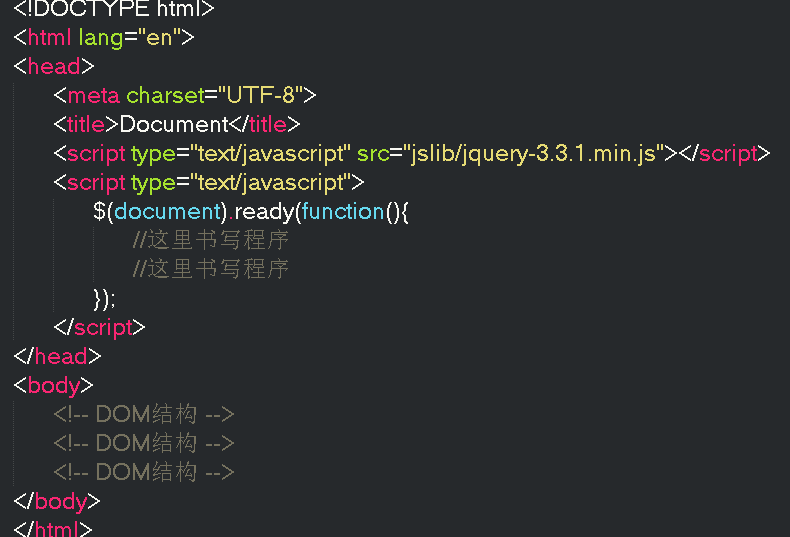 <!DOCTYPE html>
<html lang="en">
<head>
<meta charset="UTF-8">
<title>Document</title>
<script type="text/javascript" src="jslib/jquery-3.3.1.min.js"></script>
<script type="text/javascript">
$(document).ready(function(){
//这里书写程序
//这里书写程序
});
</script>
</head>
<body>
<!-- DOM结构 -->
<!-- DOM结构 -->
<!-- DOM结构 -->
</body>
</html>